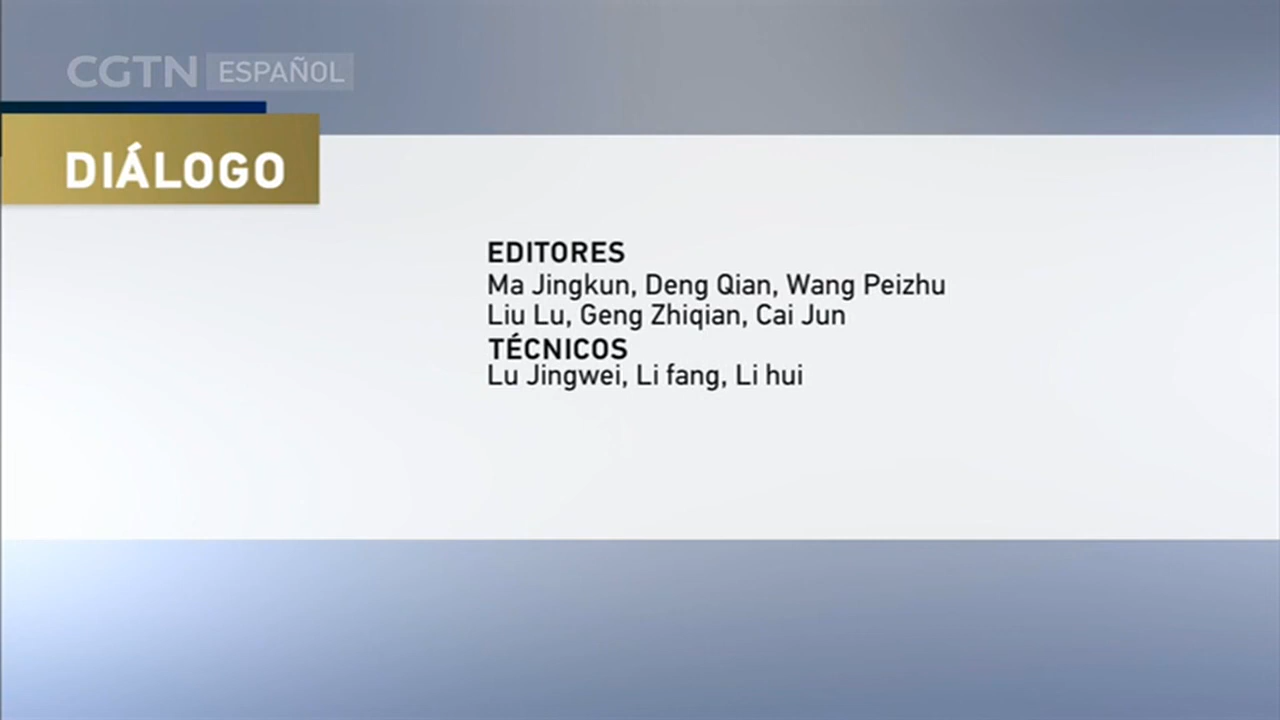 CGTN ESPAÑOL
DIÁLOGO
EDITORES
Ma Jingkun, Deng Qian, Wang Peizhu
Liu Lu, Geng Zhiqian, Cai Jun
TÉCNICOS
Lu Jingwei, Li fang, Li hui